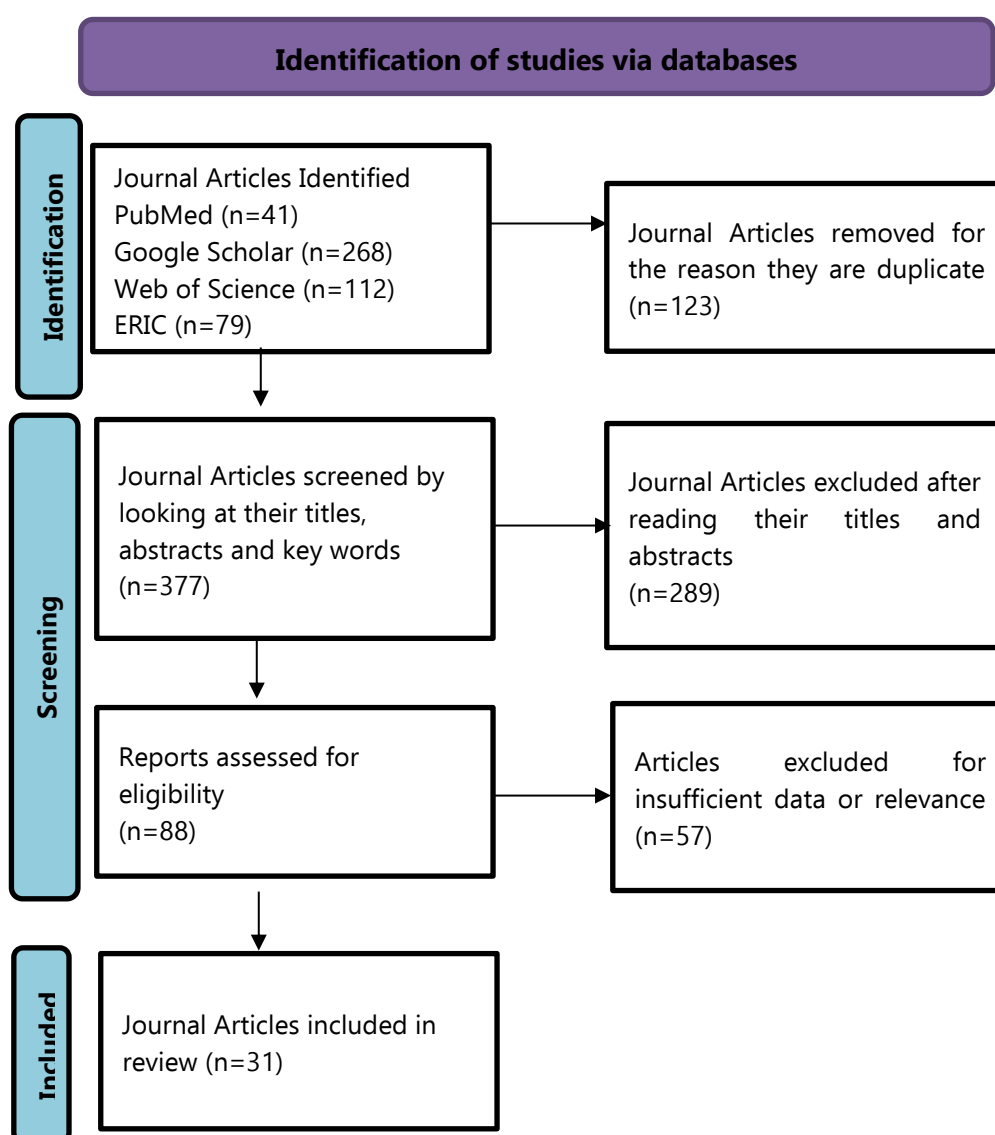 Identification of studies via databases
Identification
Journal Articles Identified
PubMed (n=41)
Google Scholar (n=268)
Web of Science (n=112)
ERIC (n=79)
Journal Articles removed for
the reason they are duplicate
(n=123)
Screening
Journal Articles screened by
looking at their titles,
abstracts and key words
(n=377)
Journal Articles excluded after
reading their titles and
abstracts
(n=289)
Reports assessed for
eligibility
(n=88)
Articles excluded for
insufficient data or relevance
(n=57)
Included
Journal Articles included in
review (n=31)